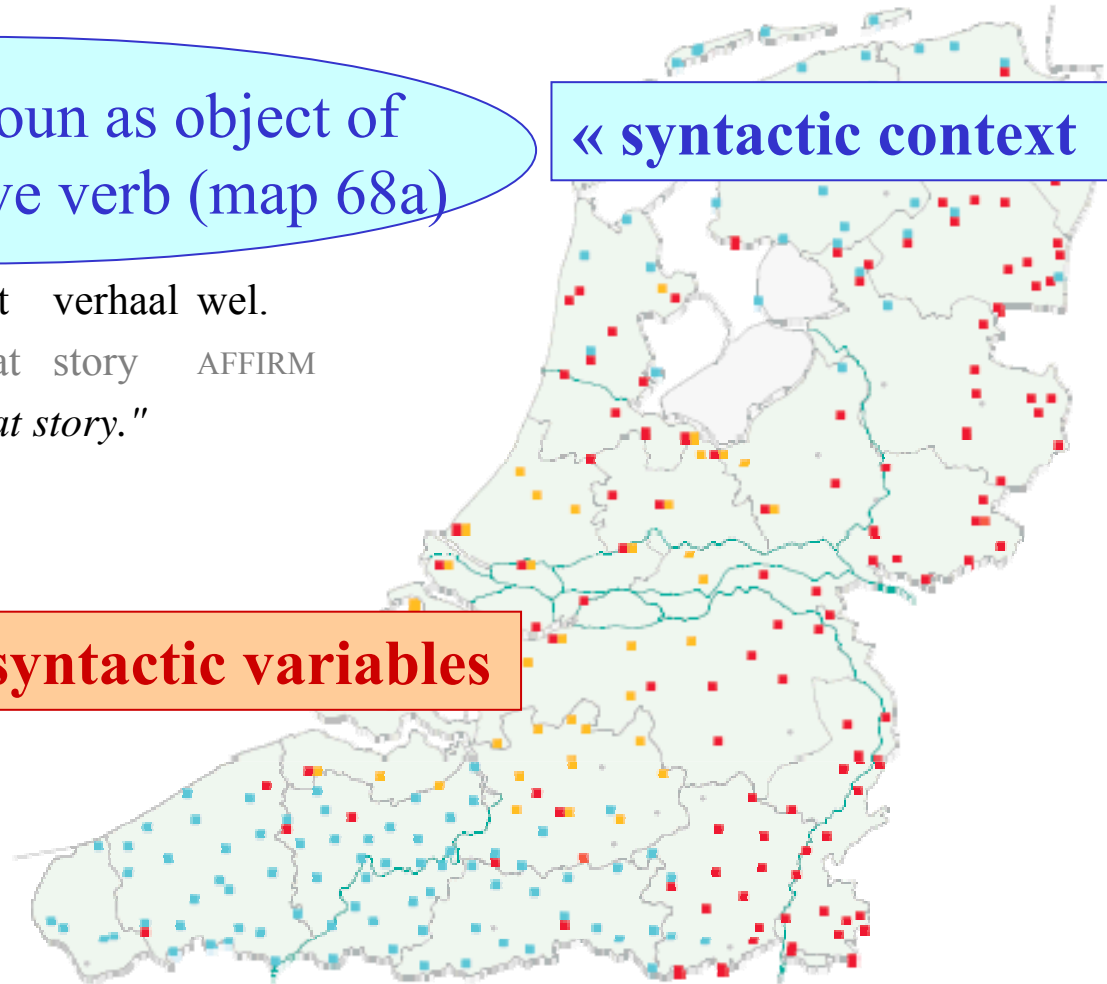 oun as object of
ve verb (map 68a)
« syntactic context
t verhaal wel.
at story AFFIRM
at story."
syntactic variables